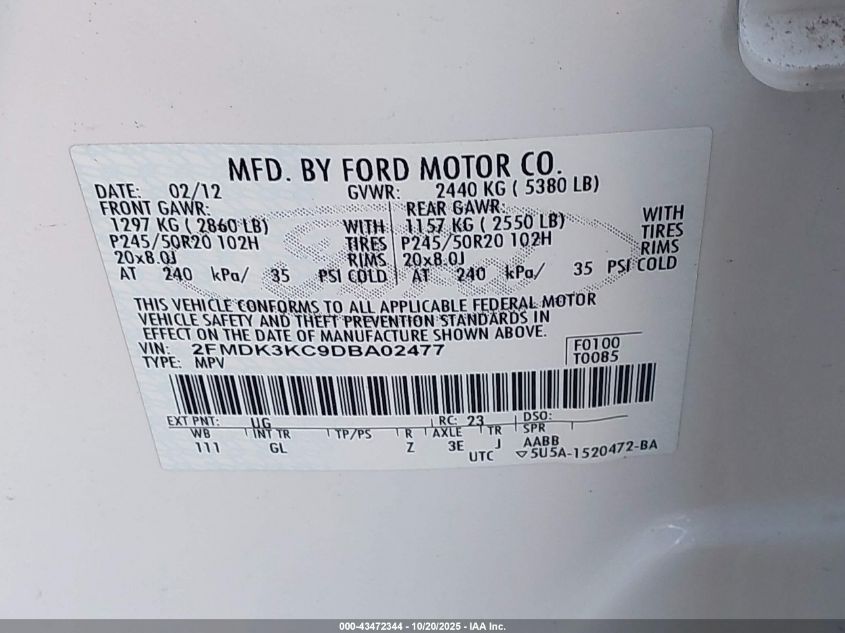 MFD. BY FORD MOTOR CO.
DATE: 02/12 GVWR: 2440 KG ( 5380 LB)
FRONT GAWR: REAR GAWR: WITH
1297 KG ( 2860 LB) WITH 1157 KG ( 2550 LB) TIRES
P245/50R20 102H TIRES P245/50R20 102H RIMS
20x8.0J RIMS 20x8.0J
AT 240 kPa/ 35 PSI COLD AT 240 kPa/ 35 PSI COLD
THIS VEHICLE CONFORMS TO ALL APPLICABLE FEDERAL MOTOR
VEHICLE SAFETY AND THEFT PREVENTION STANDARDS IN
EFFECT ON THE DATE OF MANUFACTURE SHOWN ABOVE.
VIN: 2FMDK3KC9DBA02477 F0100
TYPE: MPV T0085
EXT PNT: UG RC: 23 DSO:
WB INT TR TP/PS R AXLE TR SPR
111 GL Z 3E J AABB
UTC ▽5U5A-1520472-BA
000-43472344 - 10/20/2025 - IAA Inc.